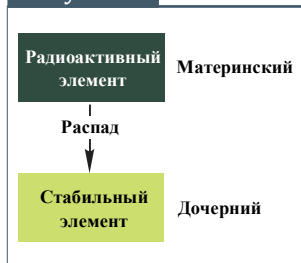 Радиоактивный
элемент
Материнский
Распад
Стабильный
элемент
Дочерний